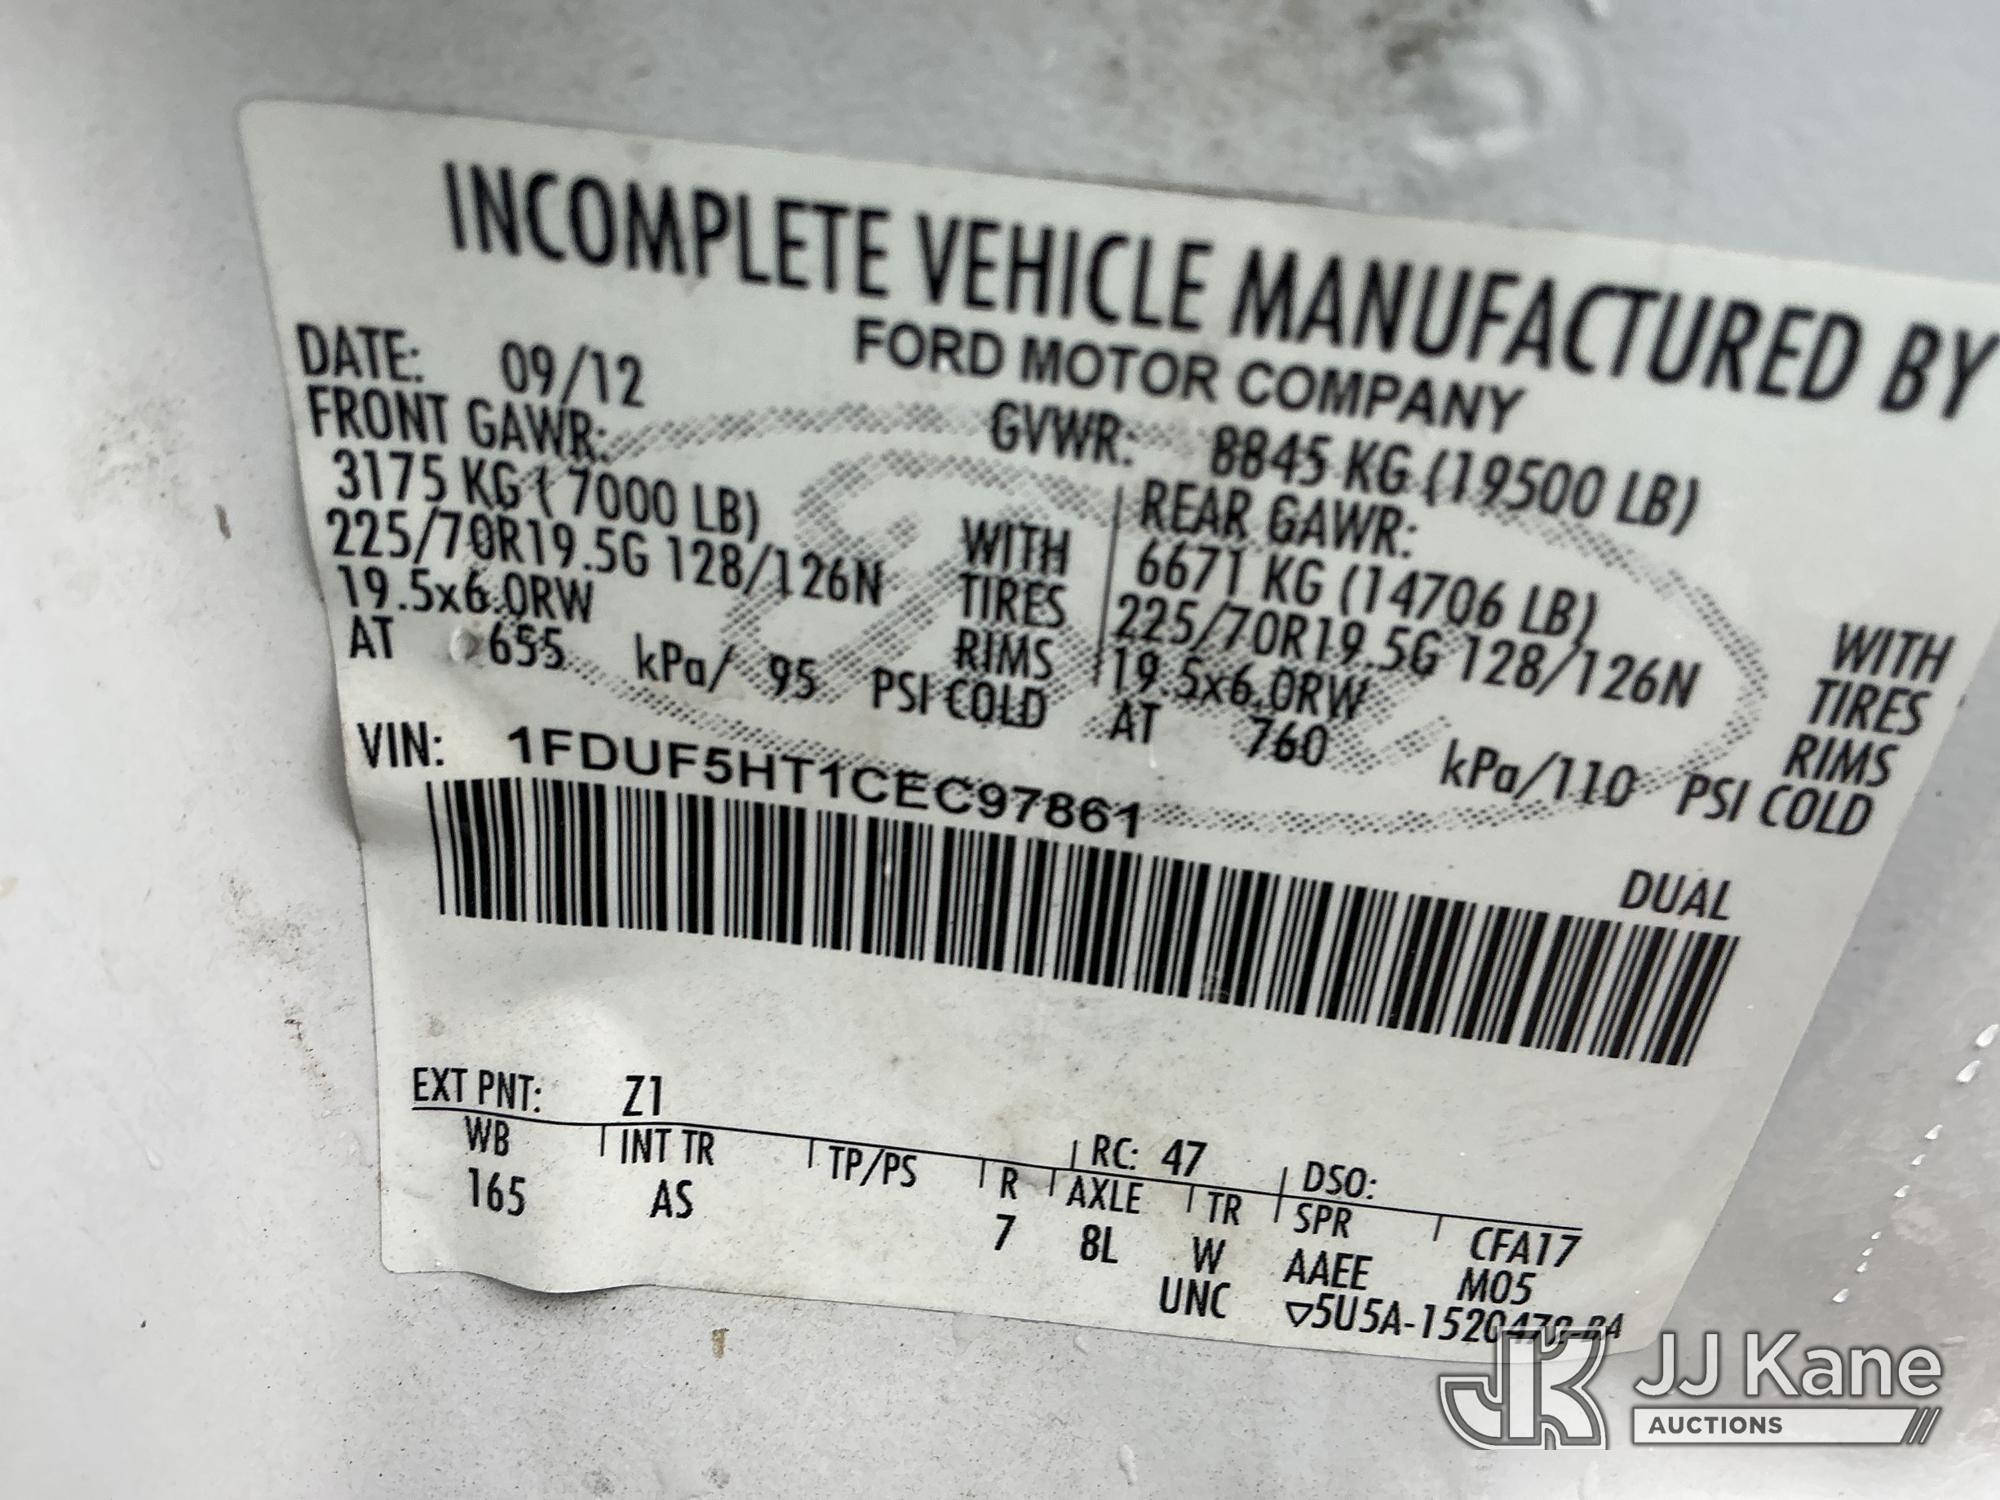 INCOMPLETE VEHICLE MANUFACTURED BY
FORD MOTOR COMPANY
DATE: 09/12
GVWR: 8845 KG (19500 LB)
FRONT GAWR:
3175 KG ( 7000 LB) WITH
225/70R19.5G 128/126N TIRES
19.5x6.0RW RIMS
AT 655 kPa/ 95 PSI COLD
REAR GAWR:
6671 KG (14706 LB) WITH
225/70R19.5G 128/126N TIRES
19.5x6.0RW RIMS
AT 760 kPa/110 PSI COLD
VIN: 1FDUF5HT1CEC97861
DUAL
EXT PNT: Z1 RC: 47 DSO:
WB INT TR TP/PS R AXLE TR SPR CFA17
165 AS 7 8L W AAEE M05
UNC ▽5U5A-1520472-BA
JJ Kane
AUCTIONS